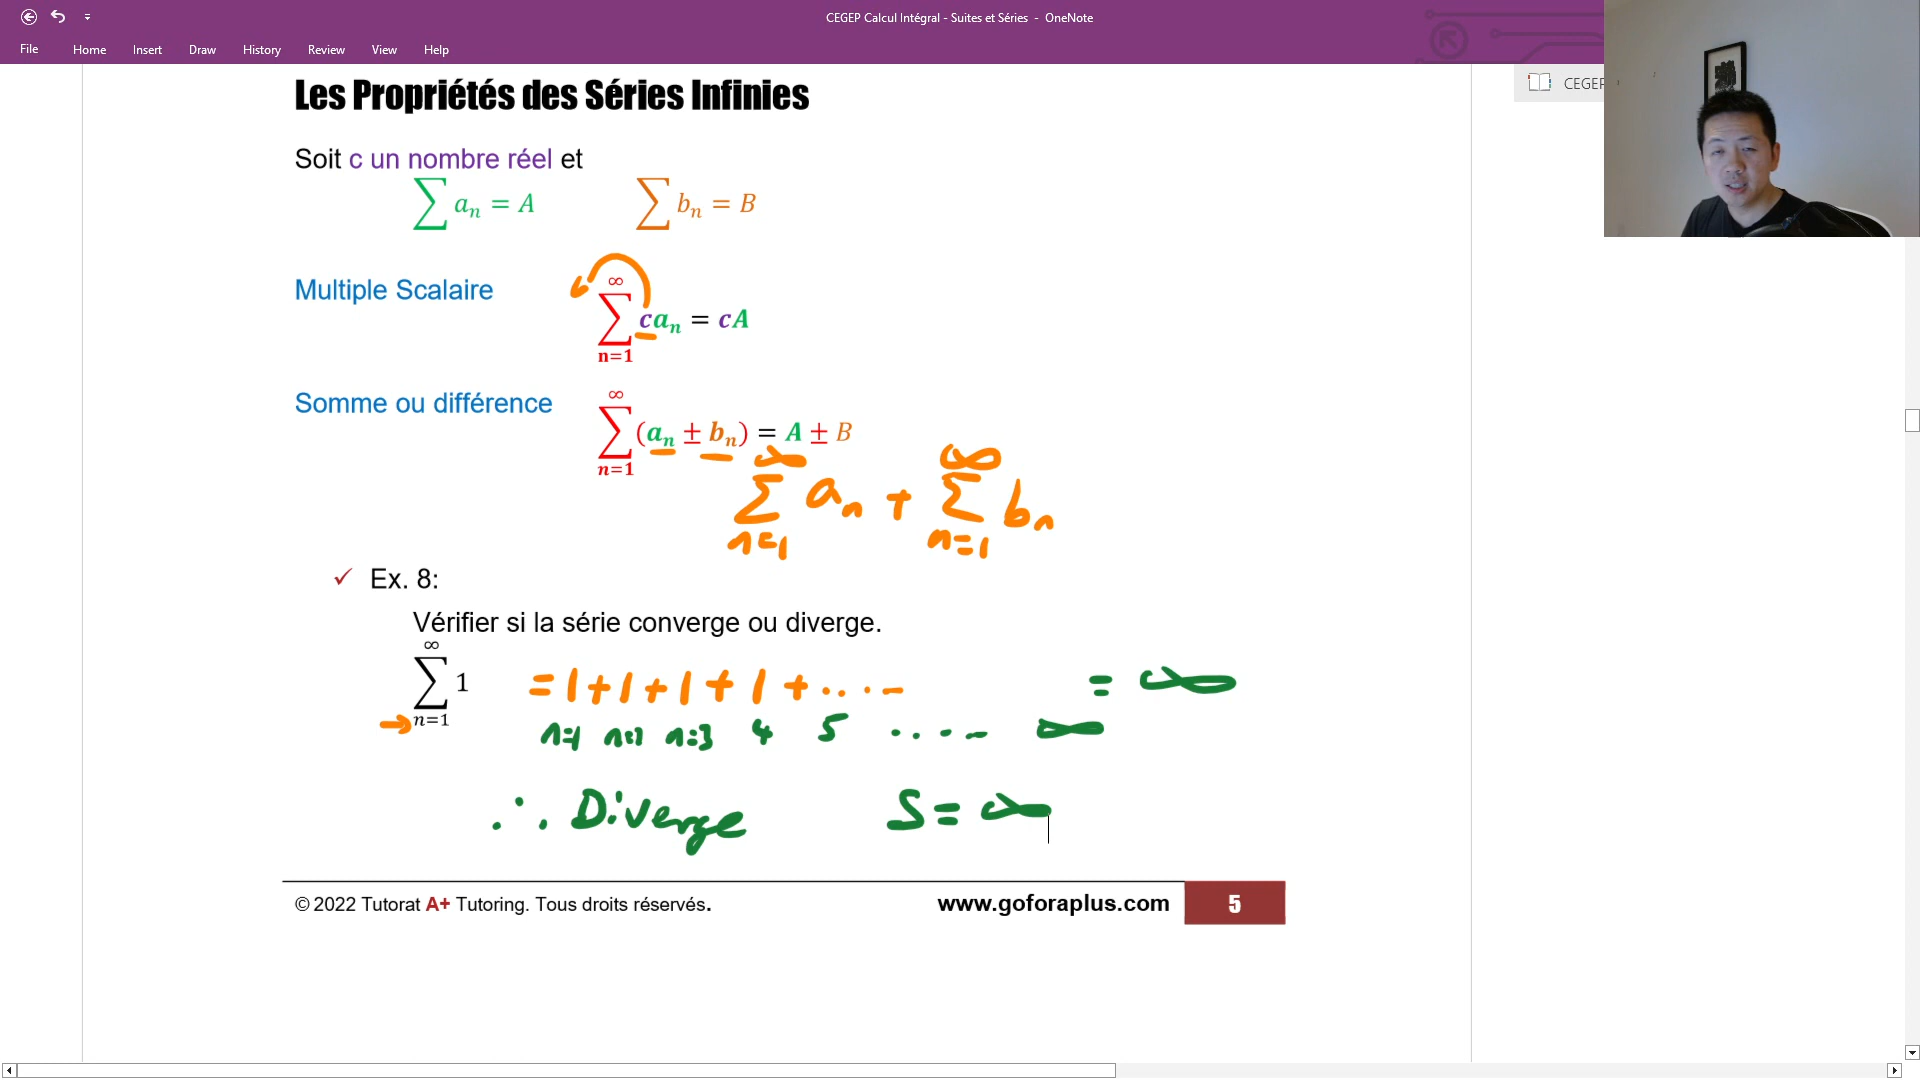 CEGEP Calcul Intégral - Suites et Séries - OneNote
File Home Insert Draw History Review View Help
CEGEP
Les Propriétés des Séries Infinies
Soit c un nombre réel et
∑ aₙ = A ∑ bₙ = B
Multiple Scalaire
∞
∑ caₙ = cA
n=1
Somme ou différence
∞
∑ (aₙ ± bₙ) = A ± B
n=1
∞ ∞
∑ aₙ + ∑ bₙ
n=1 n=1
✓ Ex. 8:
Vérifier si la série converge ou diverge.
∞
∑ 1 = 1 + 1 + 1 + 1 + ..... = ∞
→ n=1 n=1 n=2 n=3 4 5 ..... ∞
∴ Diverge S = ∞
© 2022 Tutorat A+ Tutoring. Tous droits réservés. www.goforaplus.com 5